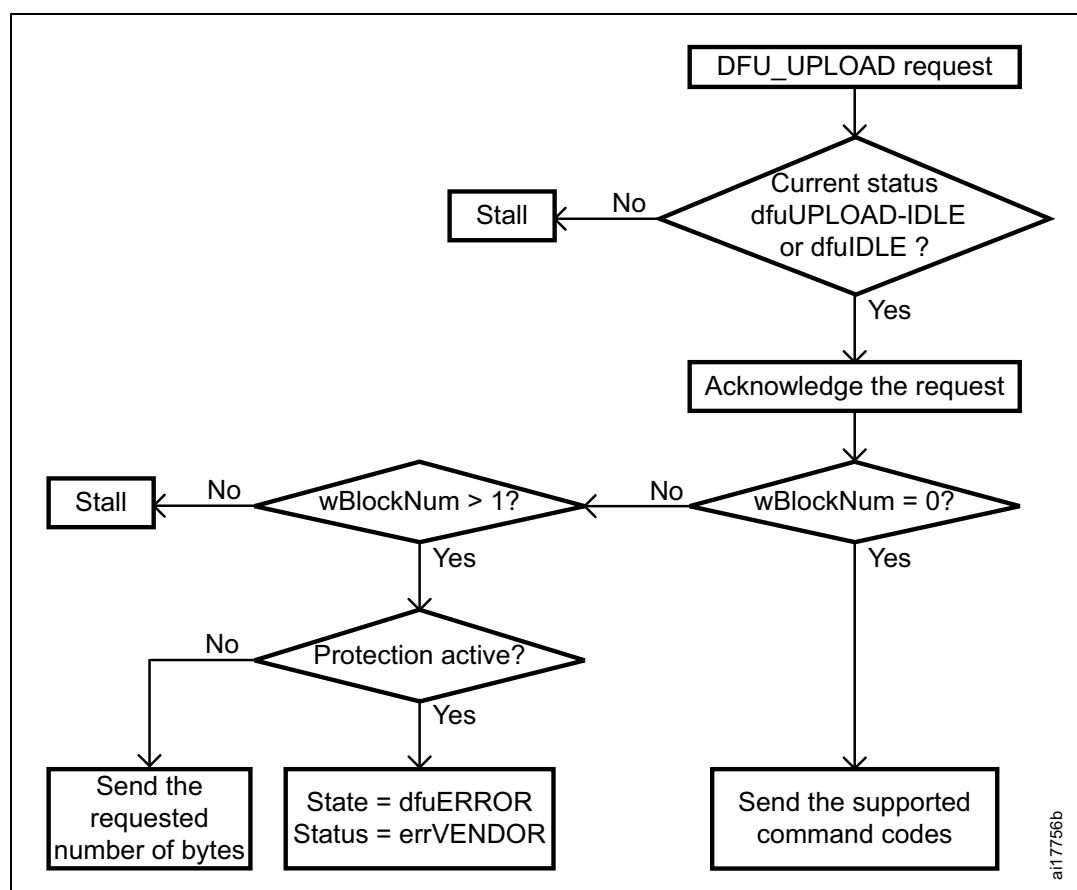 DFU_UPLOAD request
Current status
dfuUPLOAD-IDLE
or dfuIDLE ?
No
Stall
Yes
Acknowledge the request
wBlockNum = 0?
No
wBlockNum > 1?
No
Stall
Yes
Yes
Protection active?
No
Yes
Send the
requested
number of bytes
State = dfuERROR
Status = errVENDOR
Send the supported
command codes
ai17756b